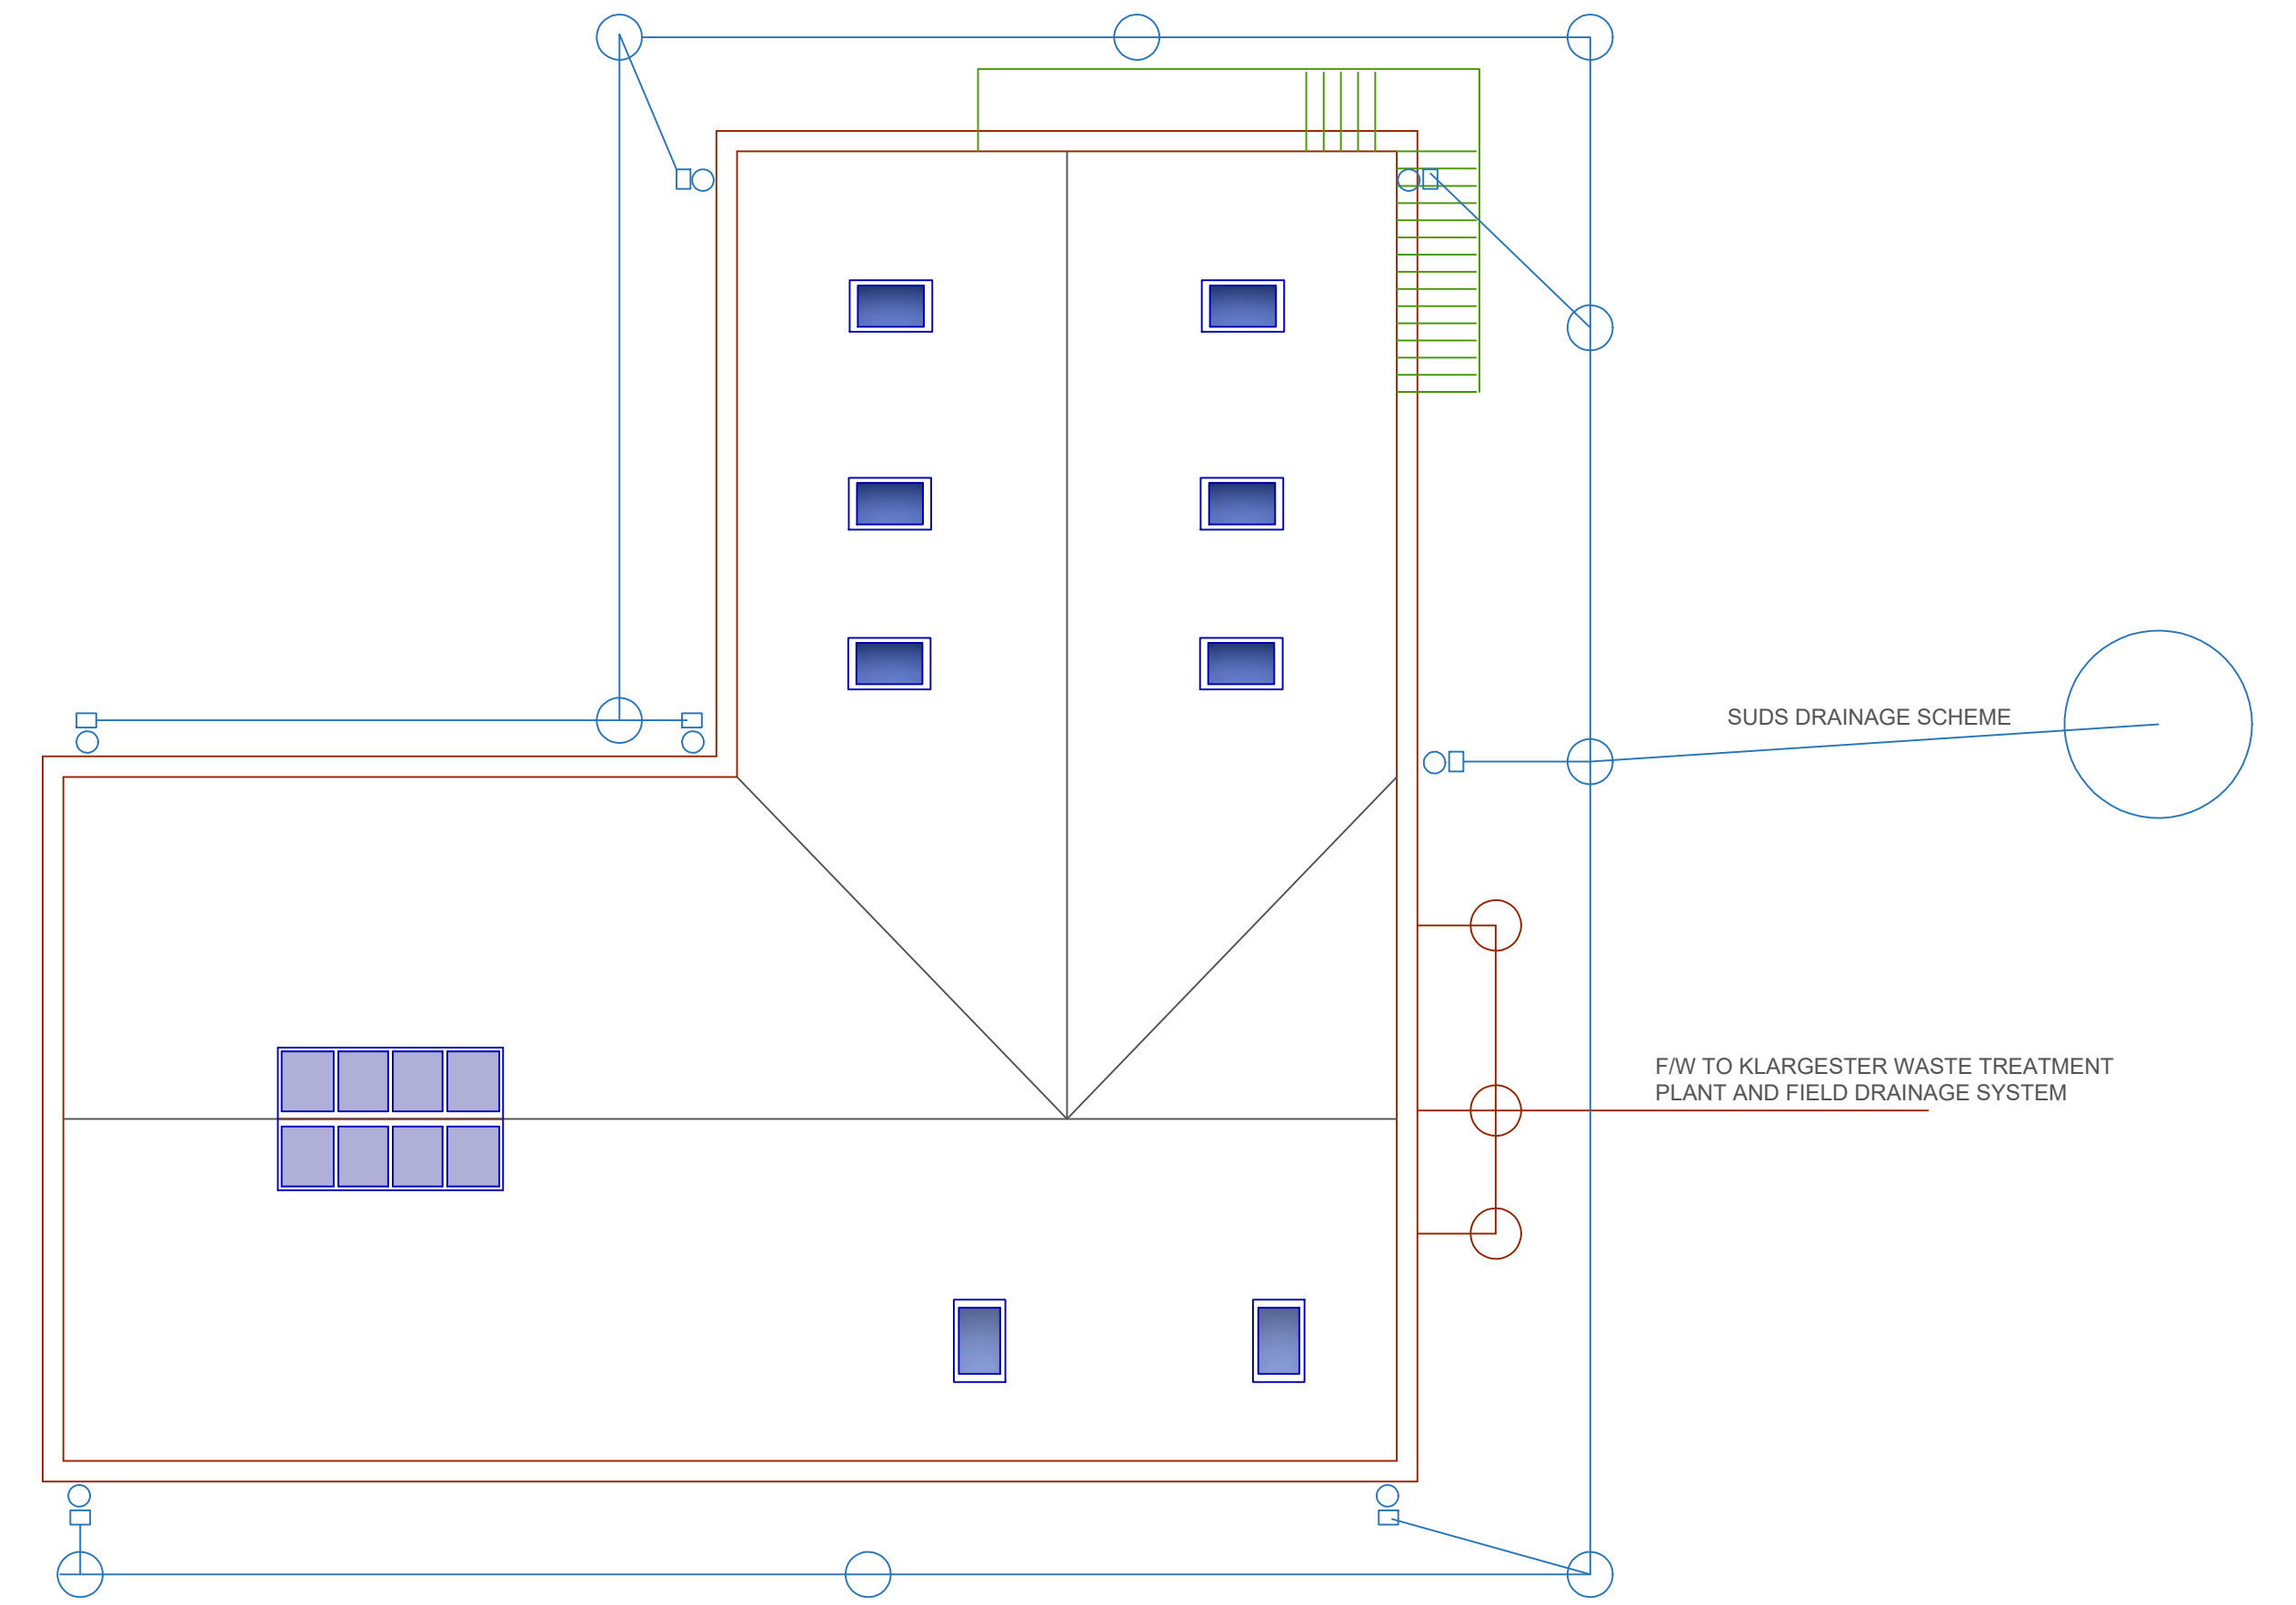 SUDS DRAINAGE SCHEME
F/W TO KLARGESTER WASTE TREATMENT
PLANT AND FIELD DRAINAGE SYSTEM